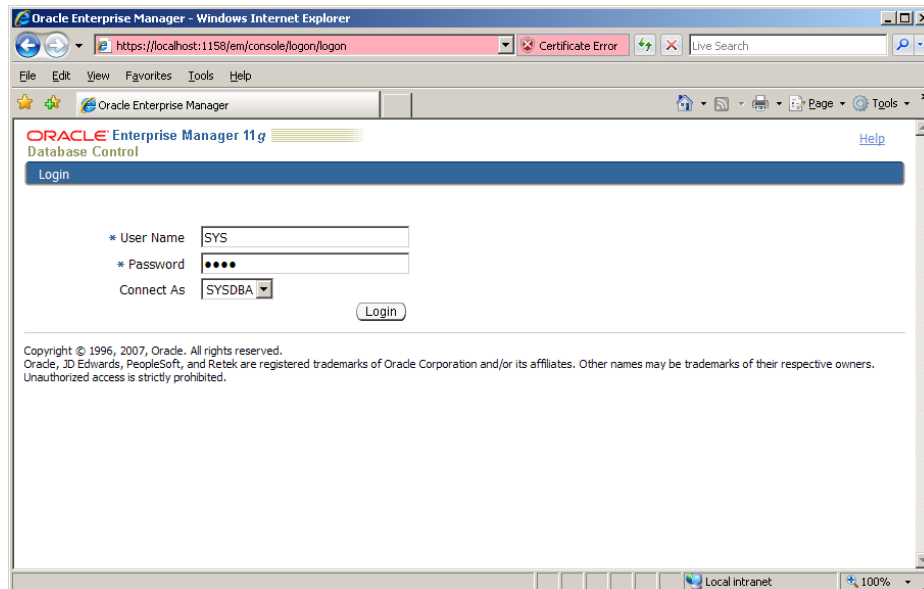 Oracle Enterprise Manager - Windows Internet Explorer
https://localhost:1158/em/console/logon/logon
Certificate Error
Live Search
File Edit View Favorites Tools Help
Oracle Enterprise Manager
Page Tools
ORACLE Enterprise Manager 11g
Database Control
Help
Login
* User Name SYS
* Password ••••
Connect As SYSDBA
Login
Copyright © 1996, 2007, Oracle. All rights reserved.
Oracle, JD Edwards, PeopleSoft, and Retek are registered trademarks of Oracle Corporation and/or its affiliates. Other names may be trademarks of their respective owners.
Unauthorized access is strictly prohibited.
Local intranet
100%